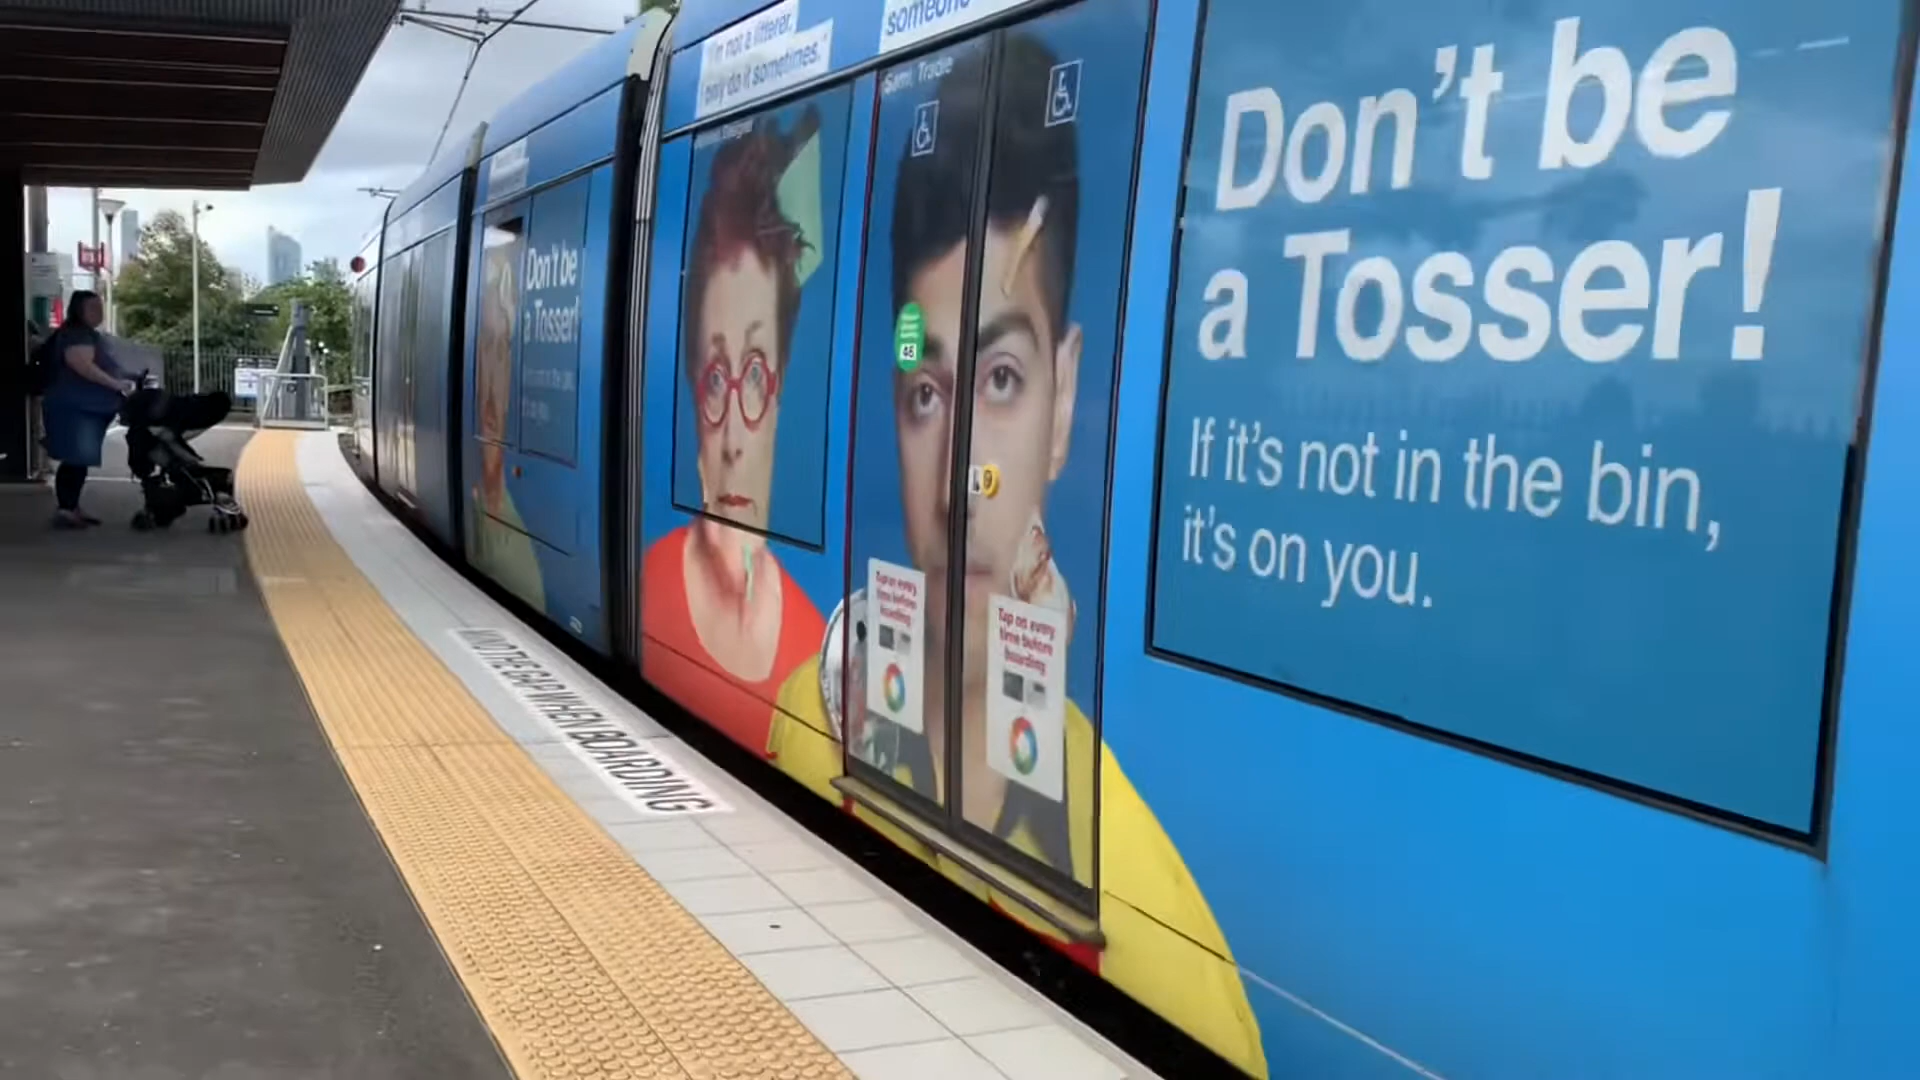 "I'm not a litterer,
I only do it sometimes."
someone
Sami, Tradie
Don't be
a Tosser!
If it's not in the bin,
it's on you.
Don't be
a Tosser!
46
Tap on every
time before
boarding
Tap on every
time before
boarding
MIND THE GAP WHEN BOARDING